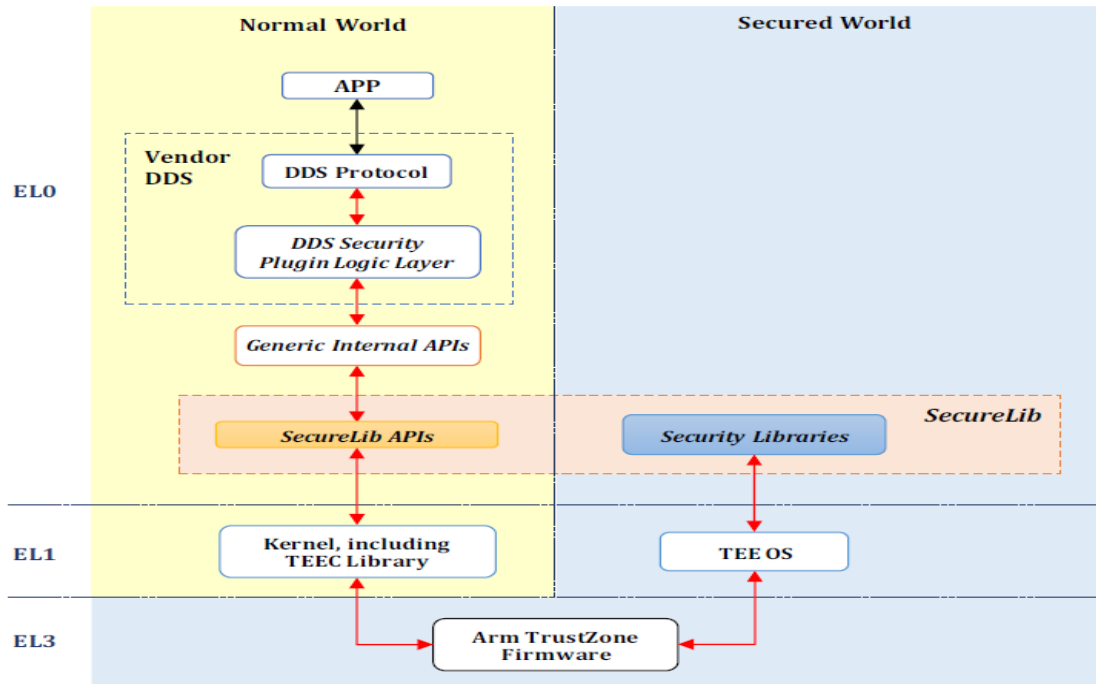 Normal World
Secured World
APP
Vendor
DDS
DDS Protocol
EL0
DDS Security
Plugin Logic Layer
Generic Internal APIs
SecureLib
SecureLib APIs
Security Libraries
EL1
Kernel, including
TEEC Library
TEE OS
EL3
Arm TrustZone
Firmware